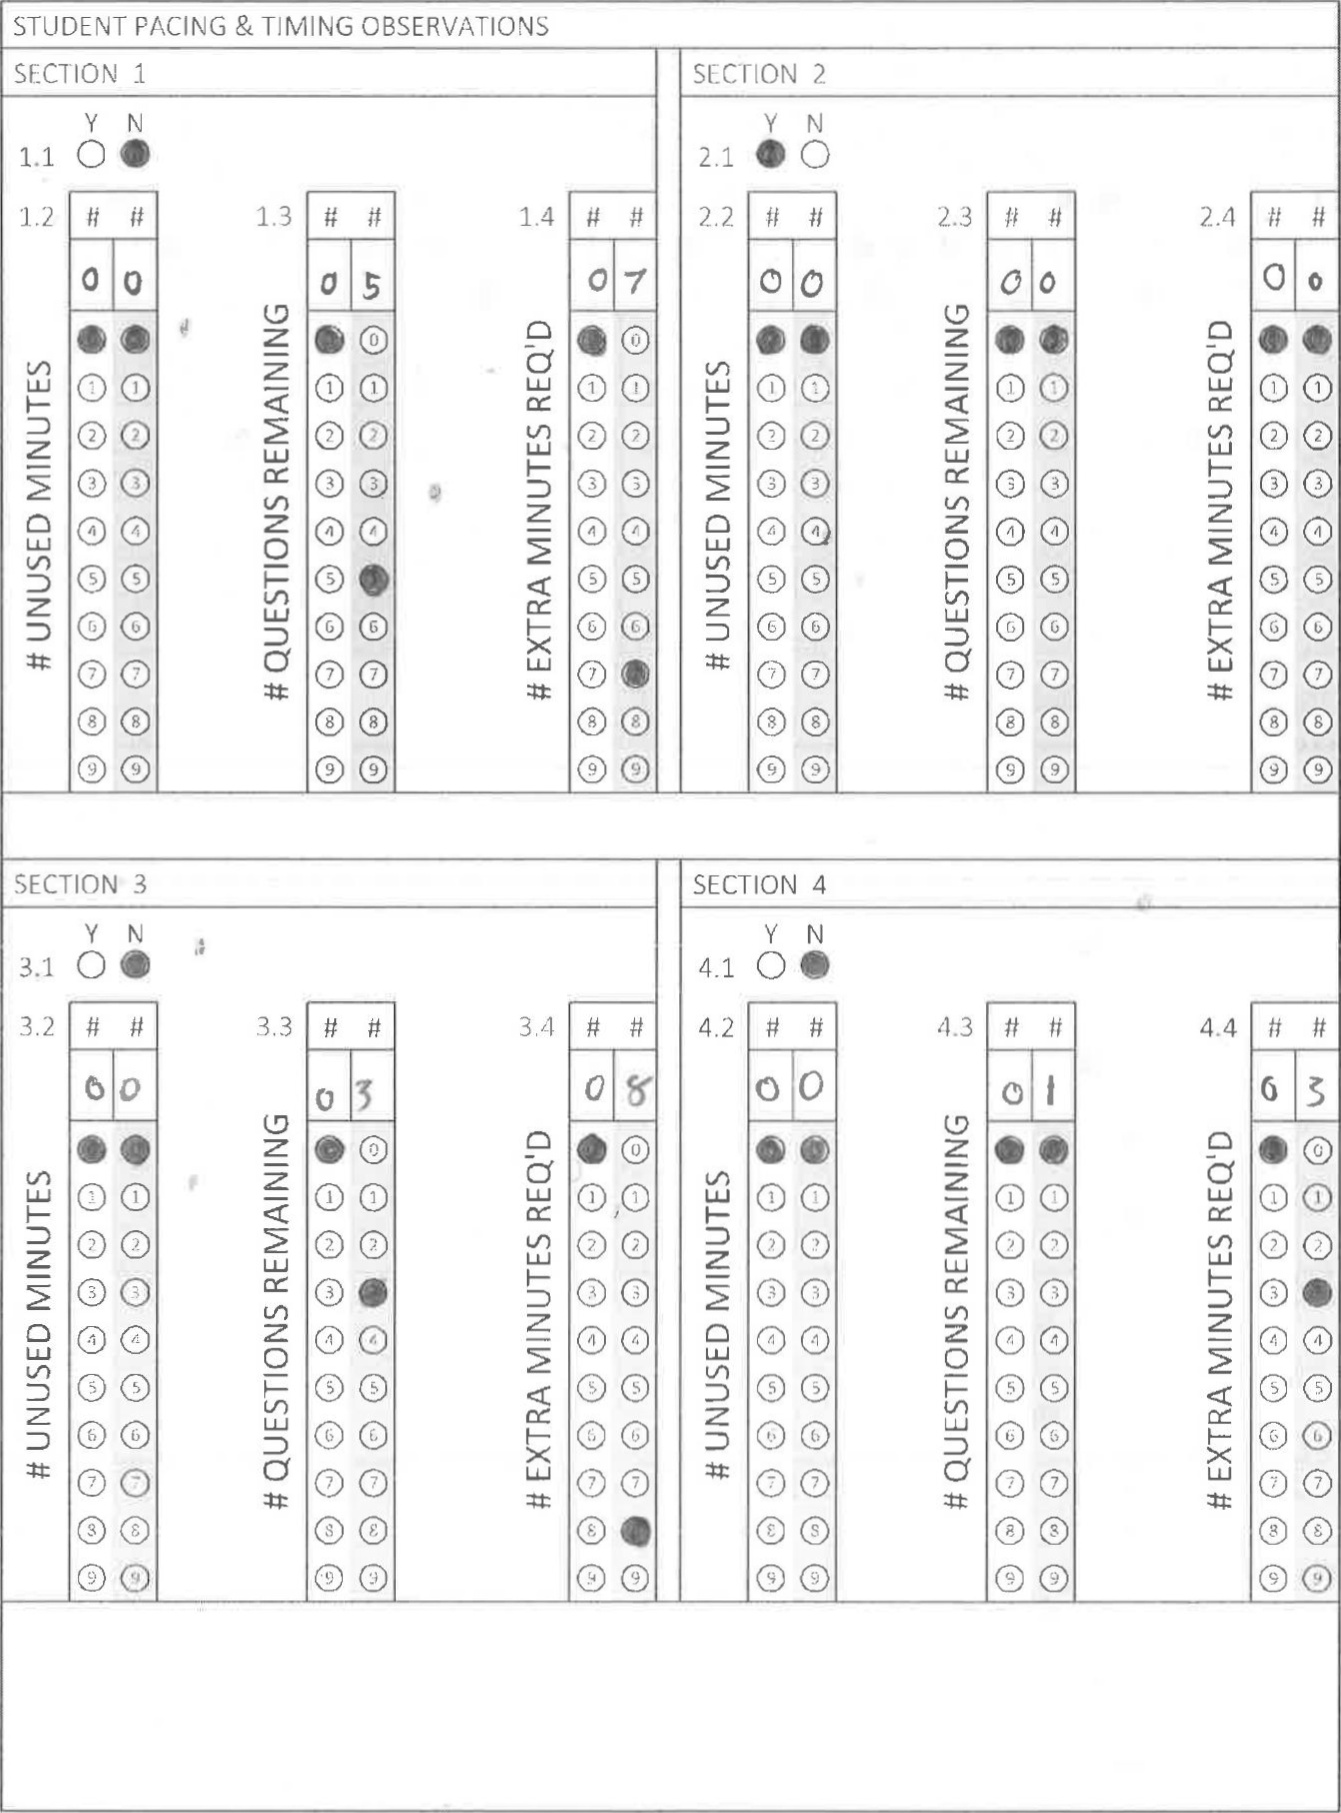 STUDENT PACING & TIMING OBSERVATIONS
SECTION 1
Y N
1.1
1.2 # # 1.3 # # 1.4 # #
0 0 0 5 0 7
# UNUSED MINUTES
# QUESTIONS REMAINING
# EXTRA MINUTES REQ'D
0 0
1 1 1 1 1 1
2 2 2 2 2 2
3 3 3 3 3 3
4 4 4 4 4 4
5 5 5 5 5
6 6 6 6 6 6
7 7 7 7 7
8 8 8 8 8 8
9 9 9 9 9 9
SECTION 2
Y N
2.1
2.2 # # 2.3 # # 2.4 # #
0 0 0 0 0 0
# UNUSED MINUTES
# QUESTIONS REMAINING
# EXTRA MINUTES REQ'D
1 1 1 1 1 1
2 2 2 2 2 2
3 3 3 3 3 3
4 4 4 4 4 4
5 5 5 5 5 5
6 6 6 6 6 6
7 7 7 7 7 7
8 8 8 8 8 8
9 9 9 9 9 9
SECTION 3
Y N
3.1
3.2 # # 3.3 # # 3.4 # #
0 0 0 3 0 8
# UNUSED MINUTES
# QUESTIONS REMAINING
# EXTRA MINUTES REQ'D
0 0
1 1 1 1 1 1
2 2 2 2 2 2
3 3 3 3 3
4 4 4 4 4 4
5 5 5 5 5 5
6 6 6 6 6 6
7 7 7 7 7 7
8 8 8 8 8
9 9 9 9 9 9
SECTION 4
Y N
4.1
4.2 # # 4.3 # # 4.4 # #
0 0 0 1 0 3
# UNUSED MINUTES
# QUESTIONS REMAINING
# EXTRA MINUTES REQ'D
0
1 1 1 1 1 1
2 2 2 2 2 2
3 3 3 3 3
4 4 4 4 4 4
5 5 5 5 5 5
6 6 6 6 6 6
7 7 7 7 7 7
8 8 8 8 8 8
9 9 9 9 9 9